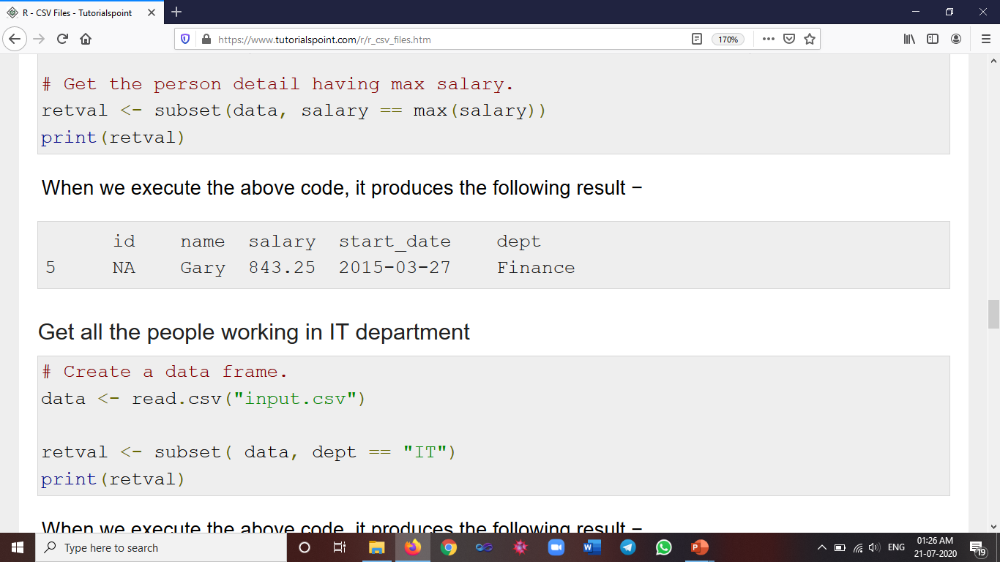 R - CSV Files - Tutorialspoint
https://www.tutorialspoint.com/r/r_csv_files.htm
170%
# Get the person detail having max salary.
retval <- subset(data, salary == max(salary))
print(retval)
When we execute the above code, it produces the following result −
id name salary start_date dept
5 NA Gary 843.25 2015-03-27 Finance
Get all the people working in IT department
# Create a data frame.
data <- read.csv("input.csv")
retval <- subset( data, dept == "IT")
print(retval)
When we execute the above code, it produces the following result −
Type here to search
ENG
01:26 AM
21-07-2020
19